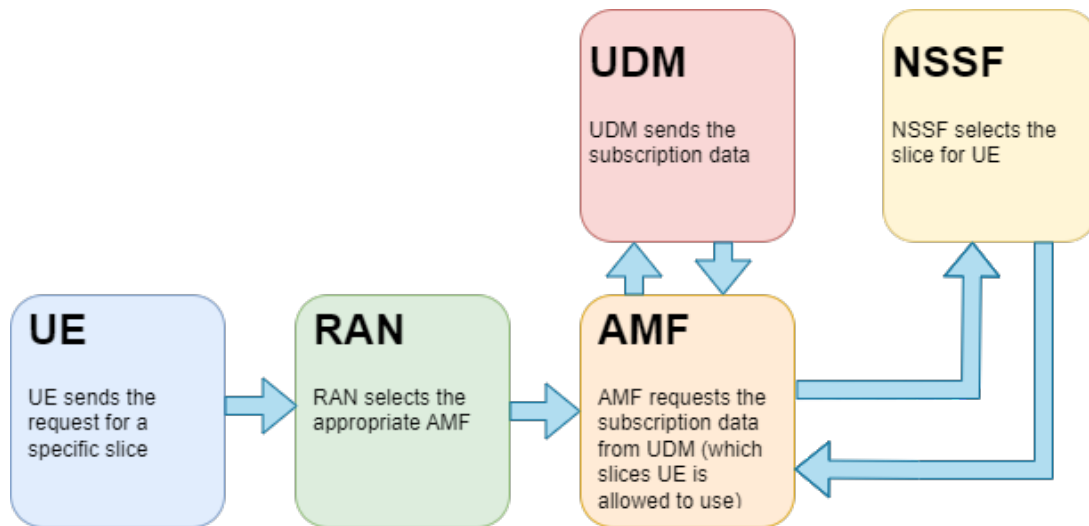 UDM
UDM sends the
subscription data
NSSF
NSSF selects the
slice for UE
UE
UE sends the
request for a
specific slice
RAN
RAN selects the
appropriate AMF
AMF
AMF requests the
subscription data
from UDM (which
slices UE is
allowed to use)